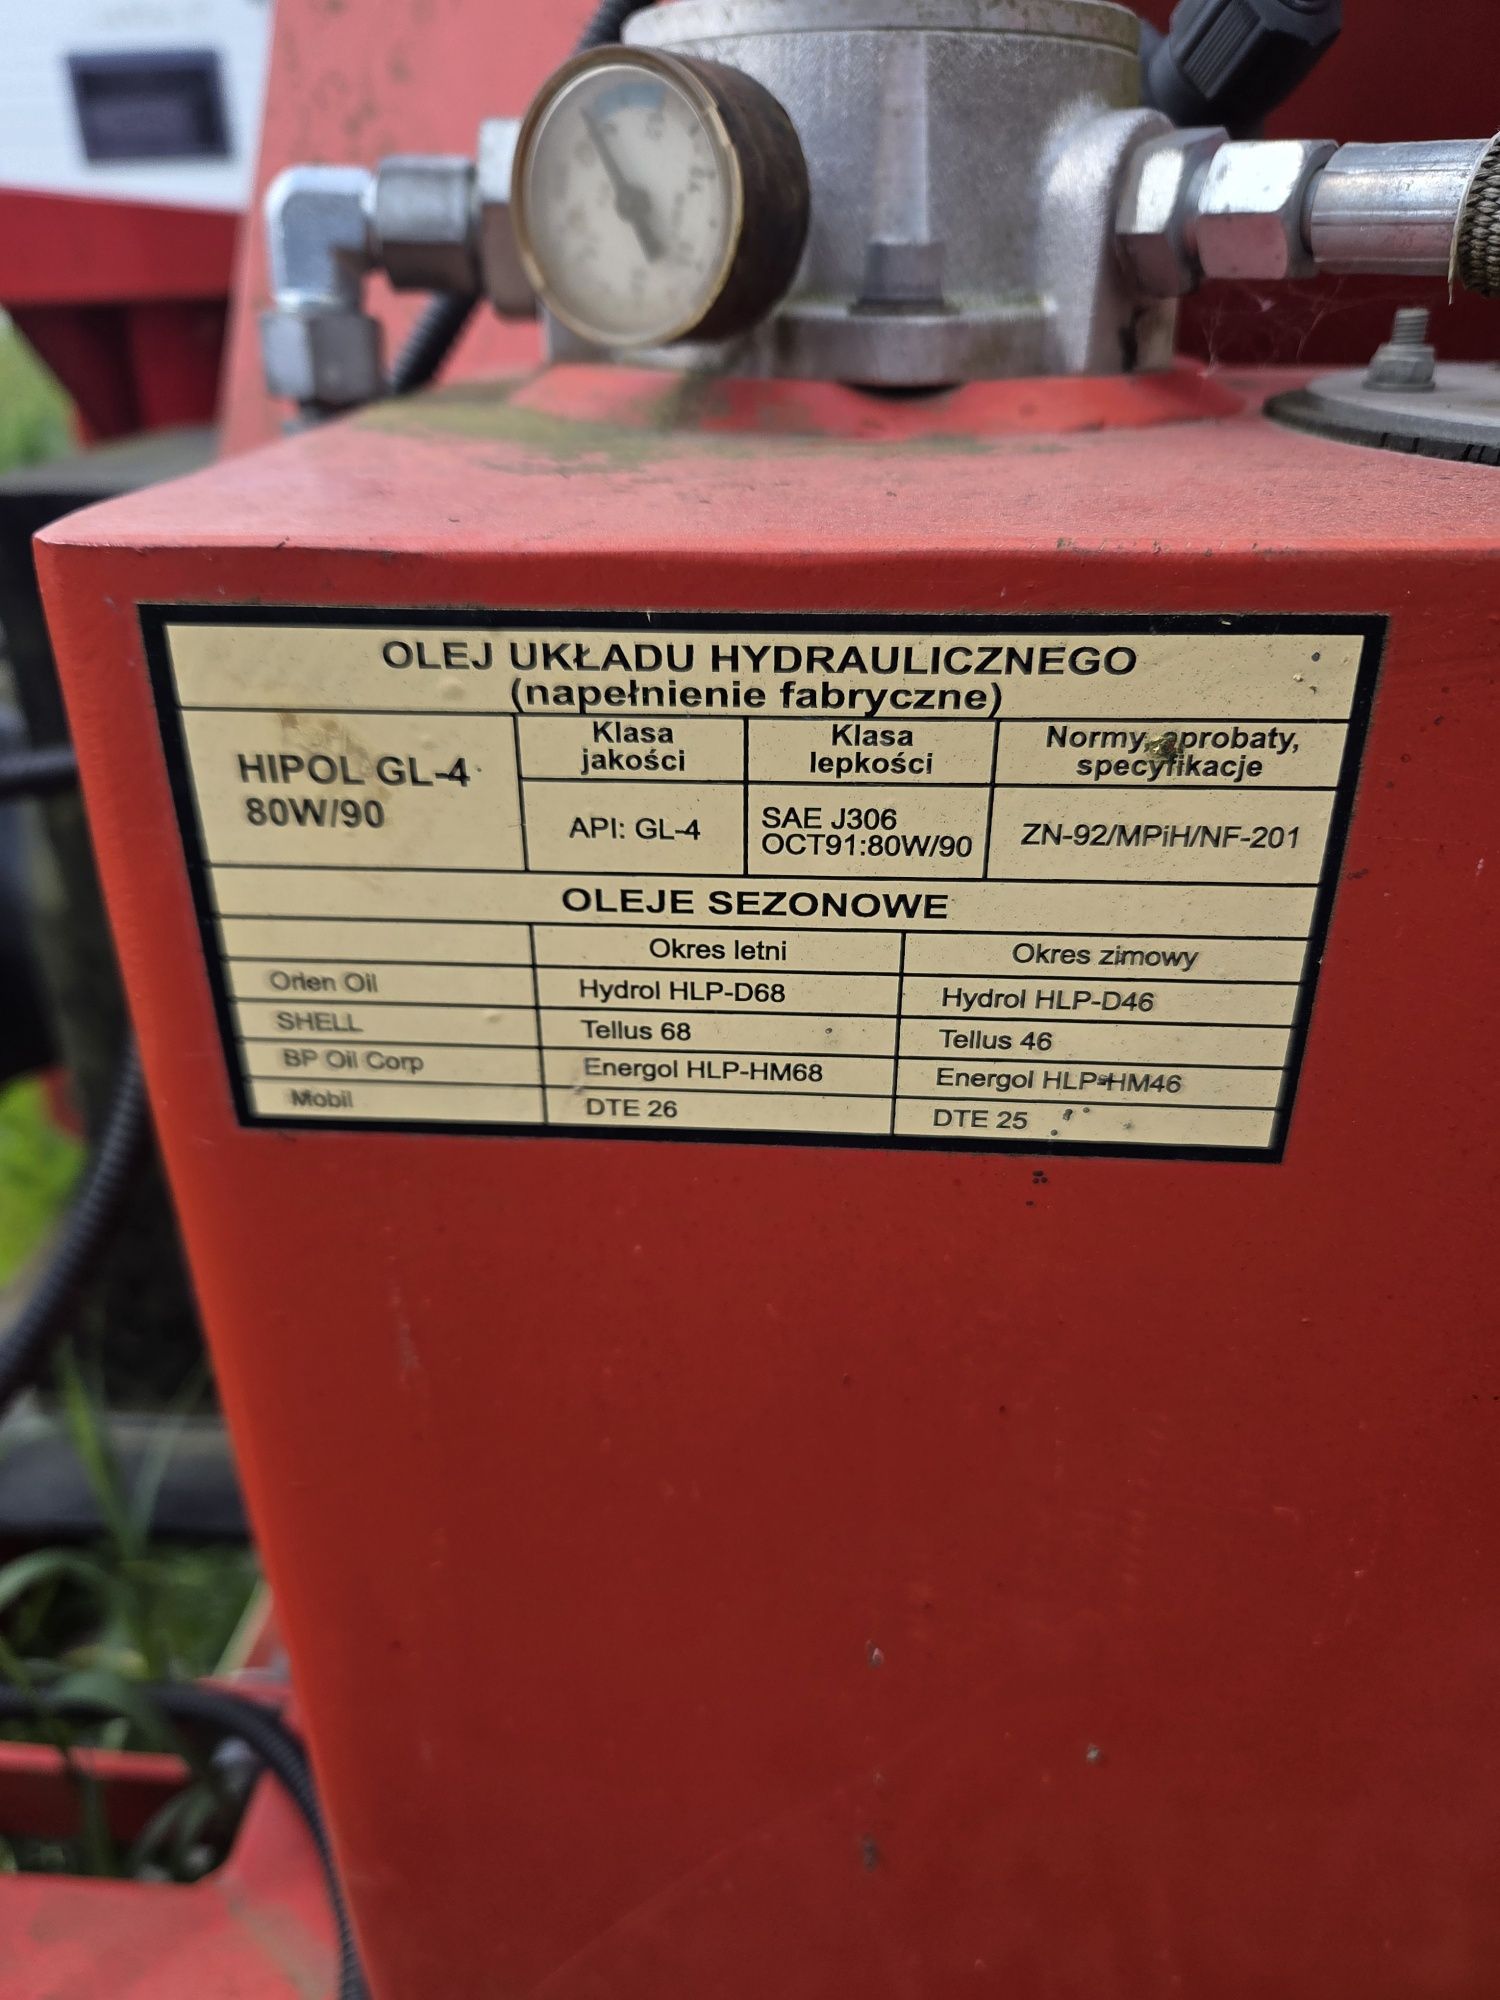 OLEJ UKŁADU HYDRAULICZNEGO
(napełnienie fabryczne)
HIPOL GL-4
80W/90
Klasa
jakości
Klasa
lepkości
Normy, aprobaty,
specyfikacje
API: GL-4
SAE J306
OCT91:80W/90
ZN-92/MPiH/NF-201
OLEJE SEZONOWE
Okres letni
Okres zimowy
Orlen Oil
Hydrol HLP-D68
Hydrol HLP-D46
SHELL
Tellus 68
Tellus 46
BP Oil Corp
Energol HLP-HM68
Energol HLP-HM46
Mobil
DTE 26
DTE 25